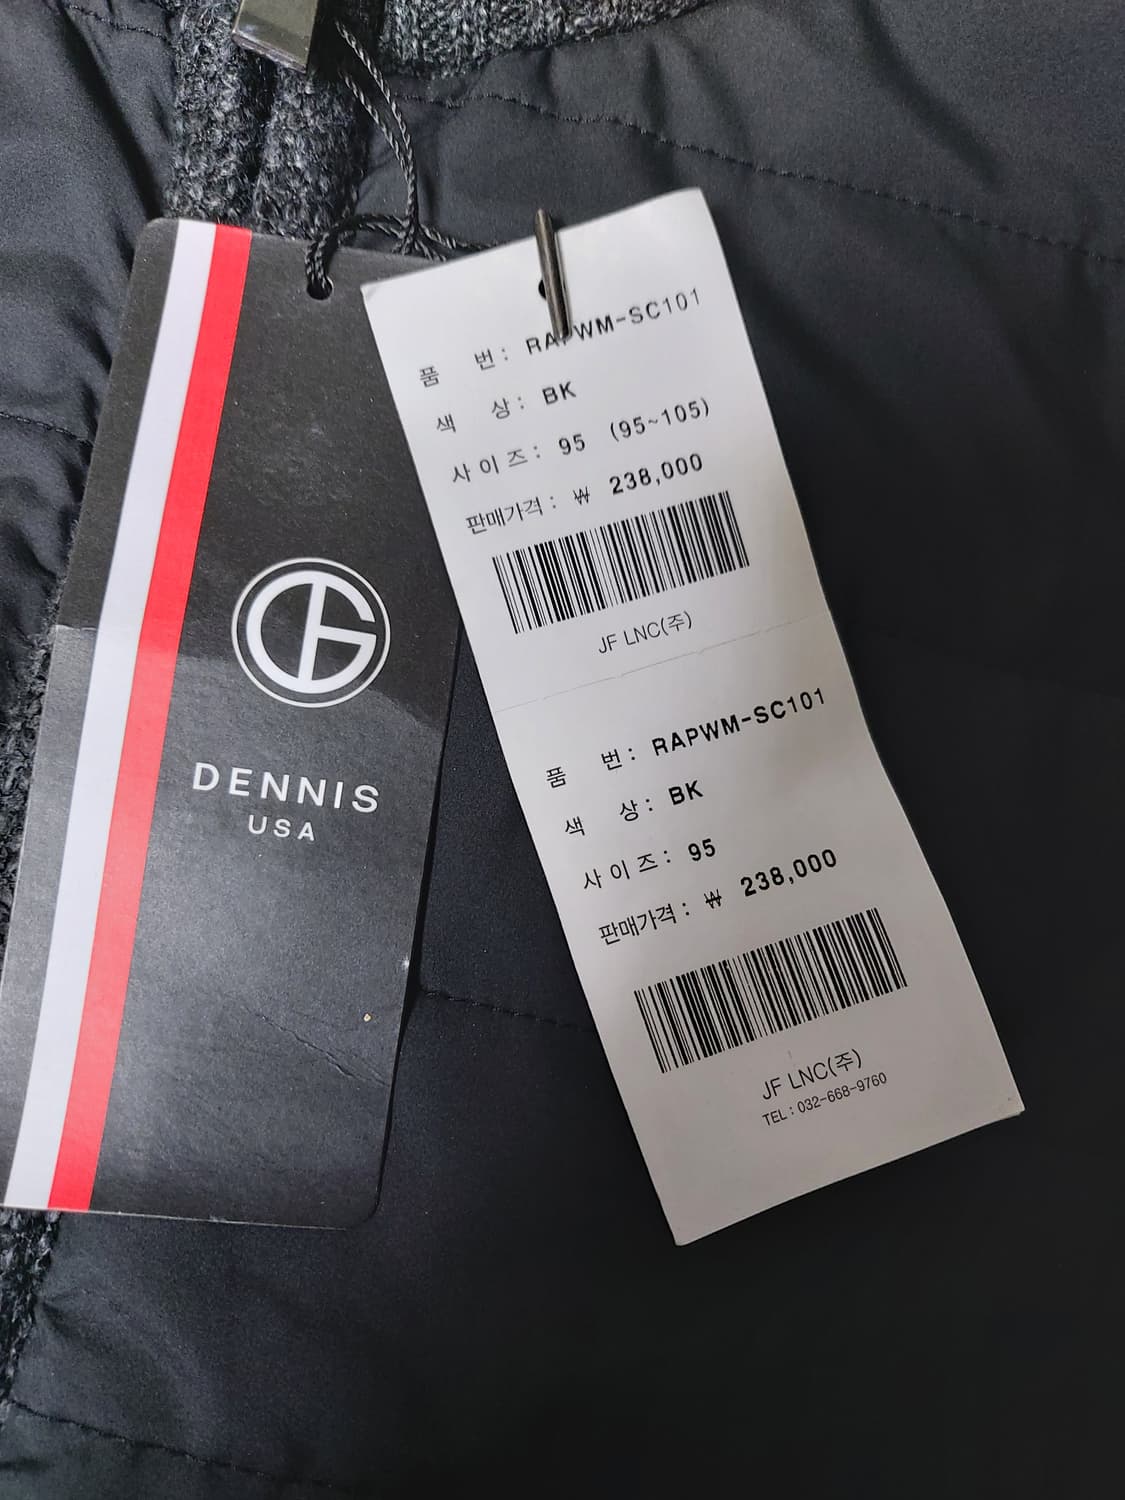 DENNIS
USA
품 번 : RAPWM-SC101
색 상 : BK
사 이 즈 : 95 (95~105)
판매가격 : ₩ 238,000
JF LNC(주)
품 번 : RAPWM-SC101
색 상 : BK
사 이 즈 : 95
판매가격 : ₩ 238,000
JF LNC(주)
TEL : 032-668-9760